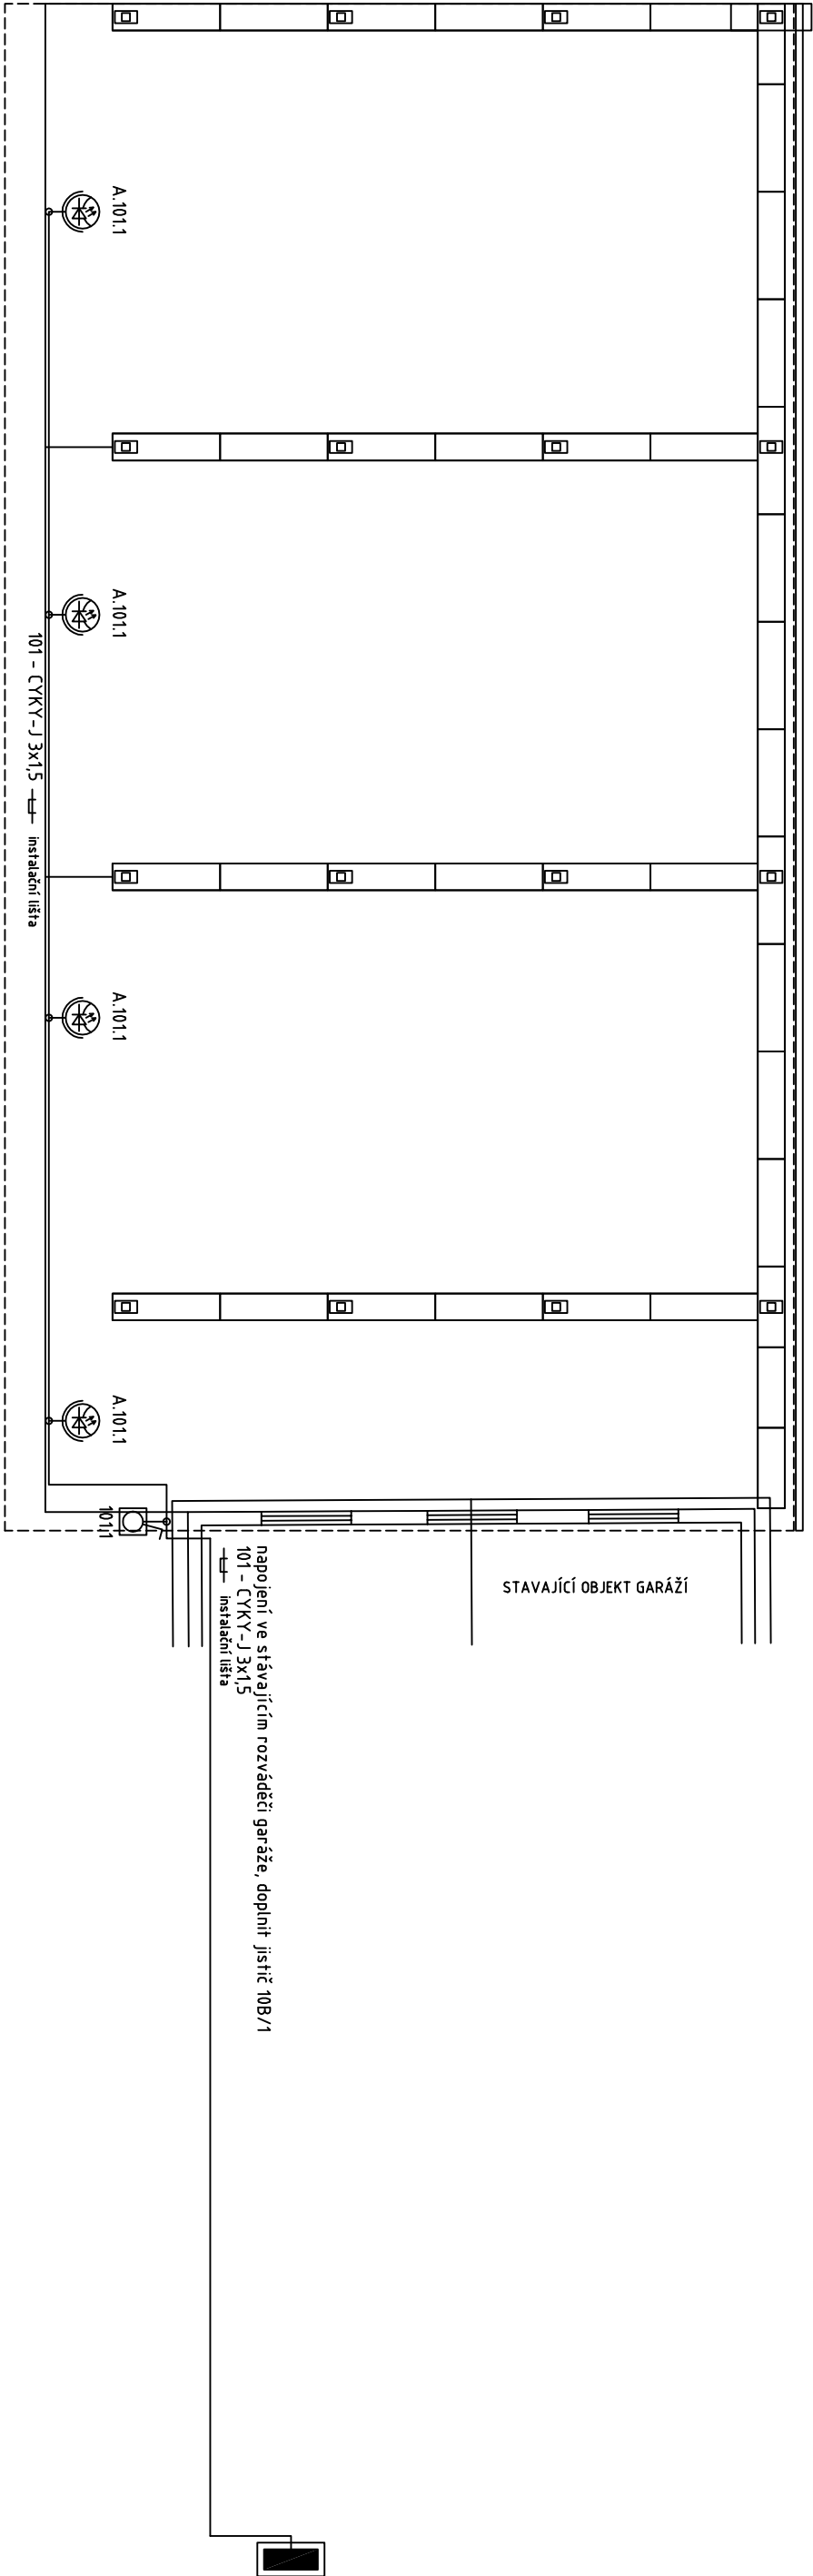 A.101.1
A.101.1
101 - CYKY-J 3x1,5 instalační lišta
A.101.1
A.101.1
101.1
STAVAJÍCÍ OBJEKT GARÁŽÍ
napojení ve stávajícím rozváděči garáže, doplnit jistič 10B/1
101 - CYKY-J 3x1,5
instalační lišta